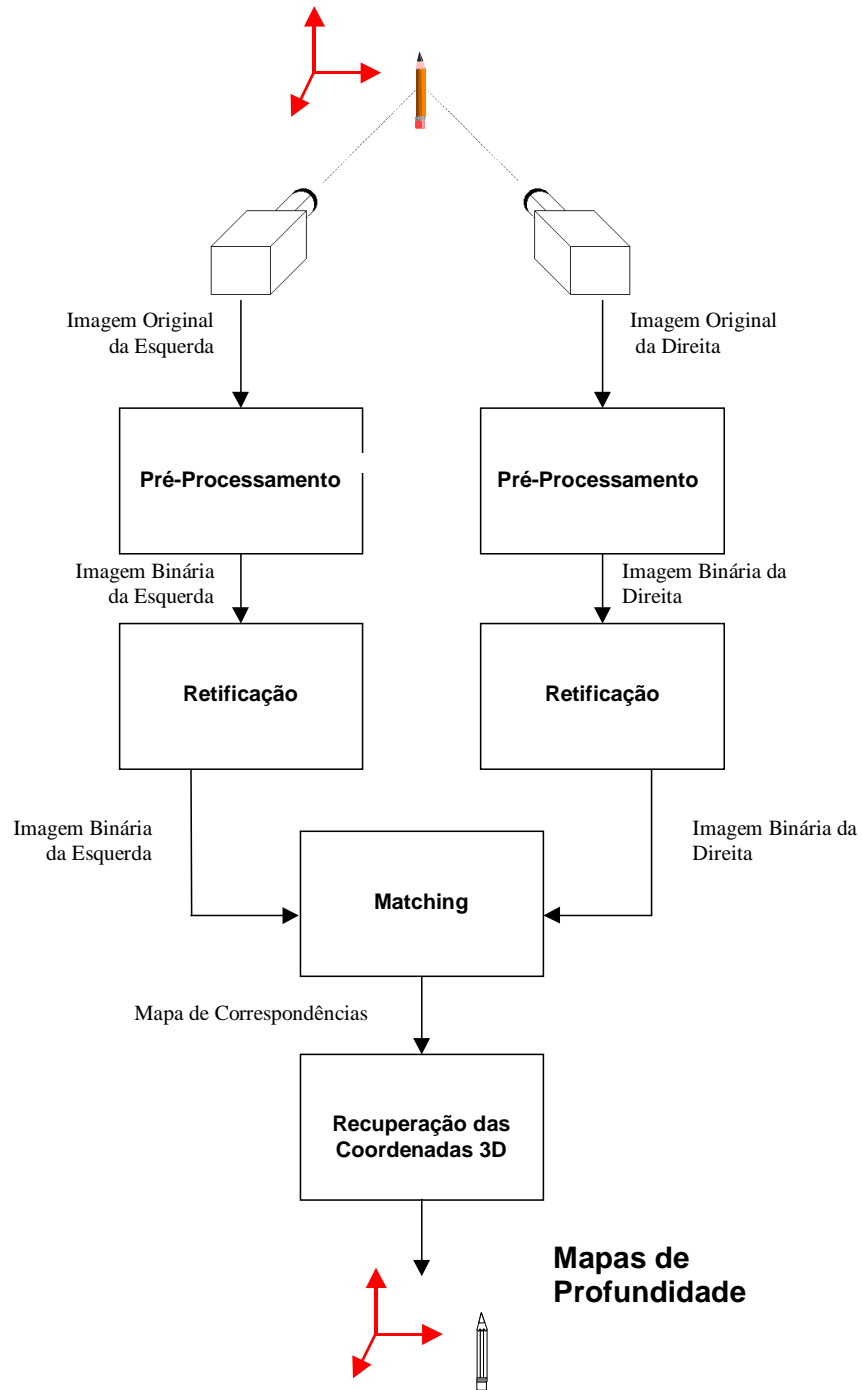 Imagem Original
da Esquerda
Imagem Original
da Direita
Pré-Processamento
Pré-Processamento
Imagem Binária
da Esquerda
Imagem Binária da
Direita
Retificação
Retificação
Imagem Binária
da Esquerda
Imagem Binária da
Direita
Matching
Mapa de Correspondências
Recuperação das
Coordenadas 3D
Mapas de
Profundidade